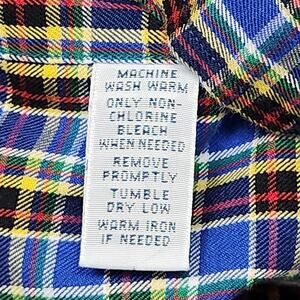 MACHINE
WASH WARM
ONLY NON-
CHLORINE
BLEACH
WHEN NEEDED
REMOVE
PROMPTLY
TUMBLE
DRY LOW
WARM IRON
IF NEEDED